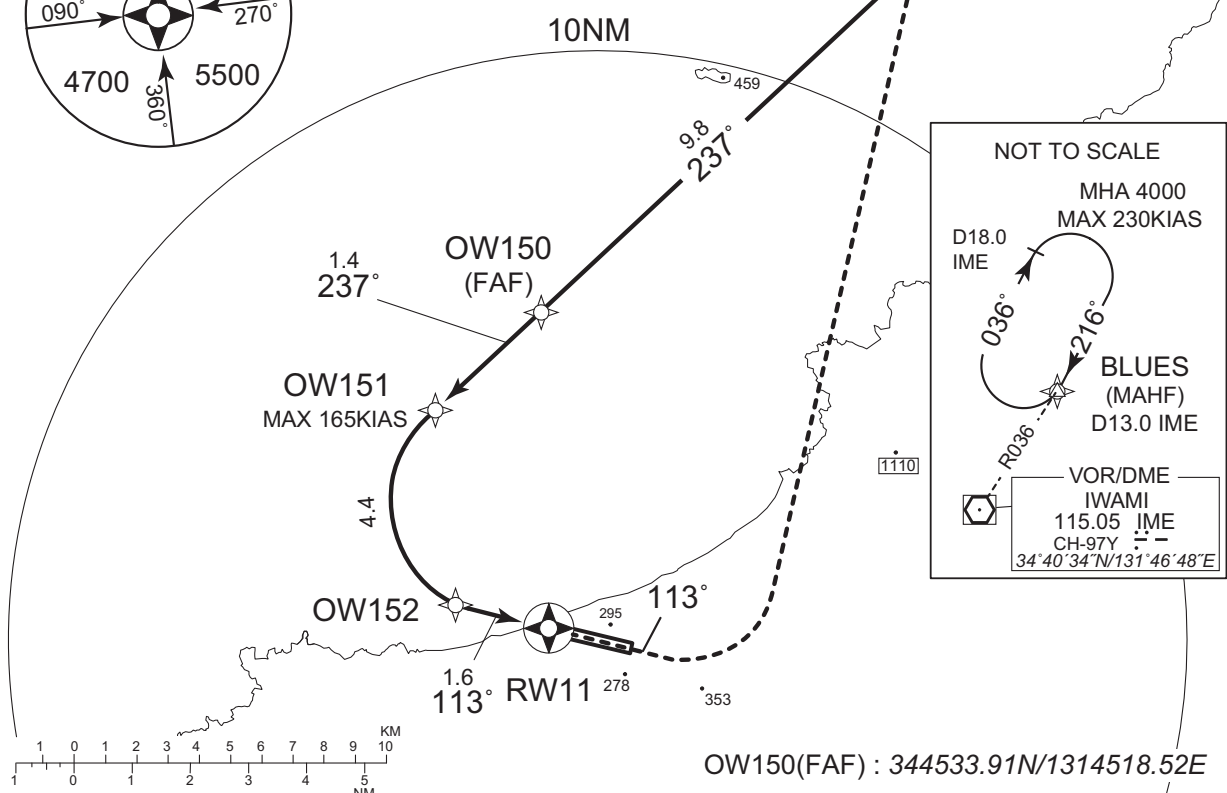 090°
270°
4700
5500
360°
10NM
459
9.8
237°
NOT TO SCALE
MHA 4000
MAX 230KIAS
D18.0
IME
036°
216°
BLUES
(MAHF)
D13.0 IME
R036
VOR/DME
IWAMI
115.05 IME
CH-97Y
34°40´34˝N/131°46´48˝E
OW150
(FAF)
1.4
237°
OW151
MAX 165KIAS
1110
4.4
OW152
295
113°
1.6
113°
RW11
278
353
KM
1 0 1 2 3 4 5 6 7 8 9 10
1 0 1 2 3 4 5
NM
OW150(FAF) : 344533.91N/1314518.52E